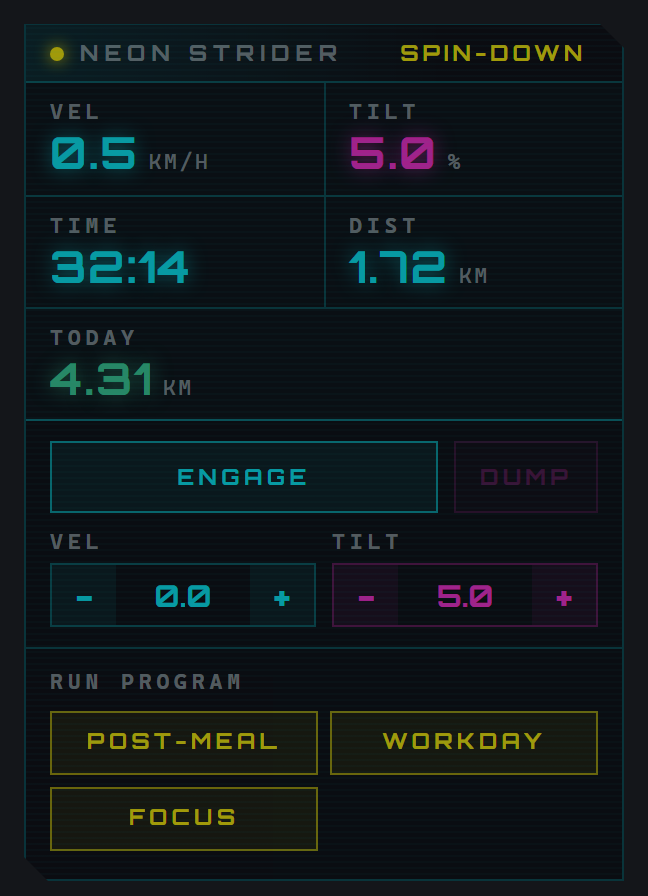 NEON STRIDER SPIN-DOWN
VEL TILT
0.5 KM/H 5.0 %
TIME DIST
32:14 1.72 KM
TODAY
4.31 KM
ENGAGE DUMP
VEL TILT
- 0.0 + - 5.0 +
RUN PROGRAM
POST-MEAL WORKDAY
FOCUS